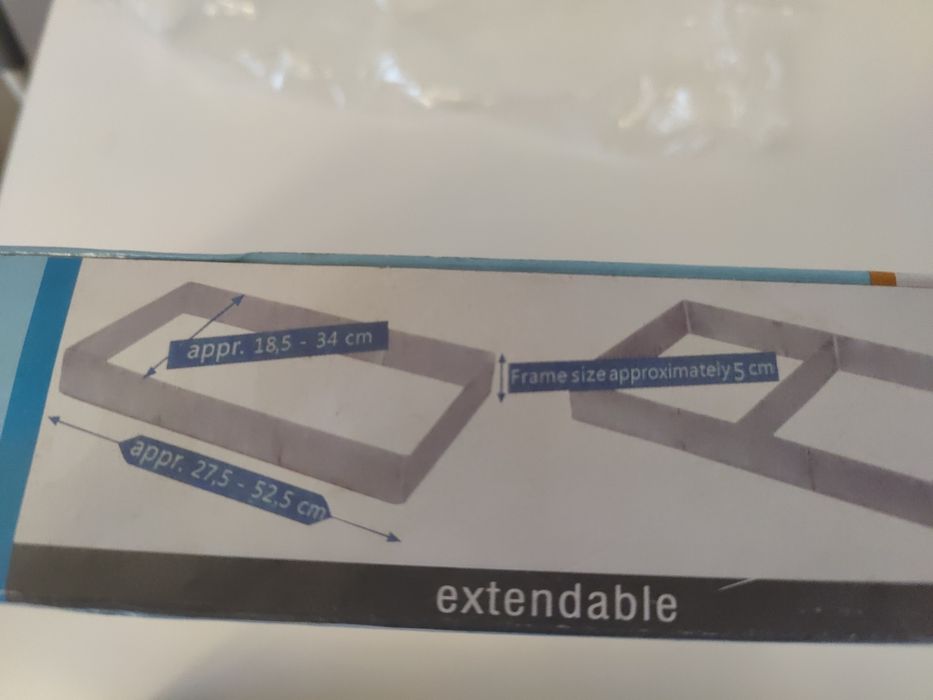 appr. 18,5 - 34 cm
Frame size approximately 5 cm
appr. 27,5 - 52,5 cm
extendable